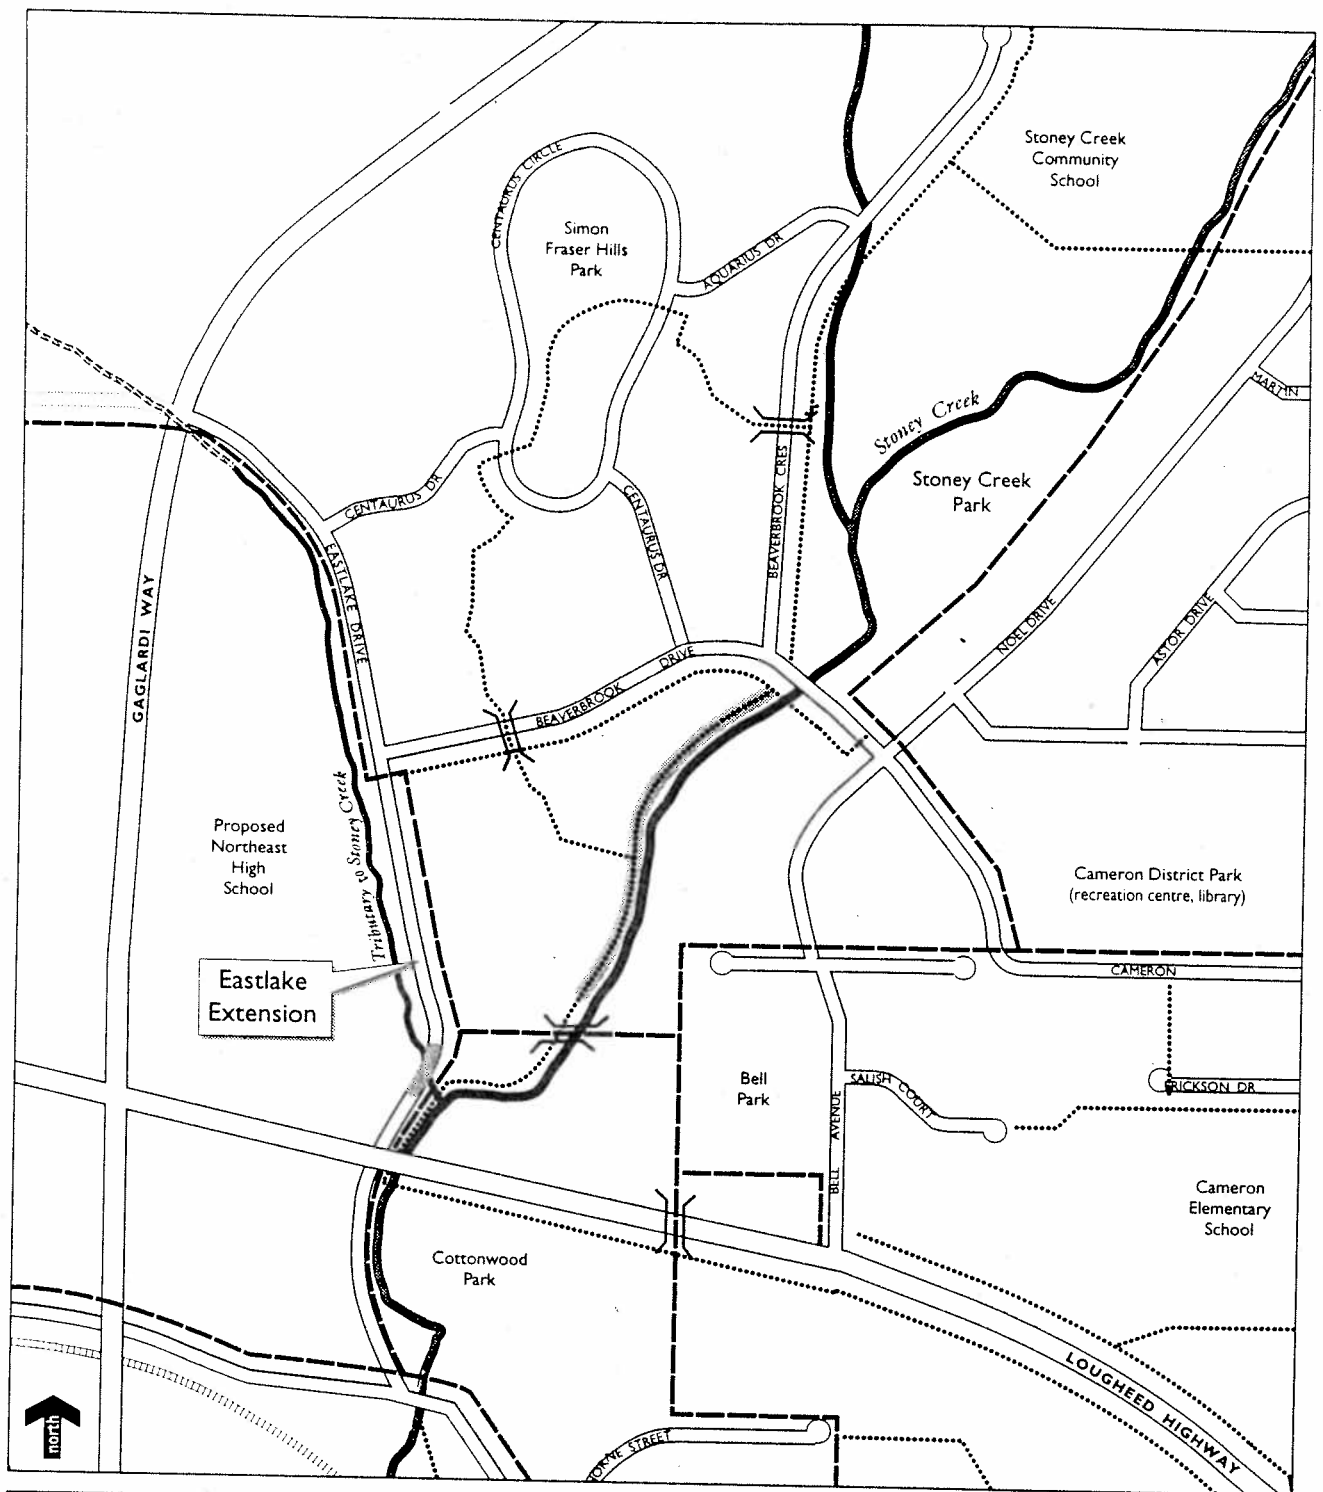 Stoney Creek
Community
School
CENTAURUS CIRCLE
Simon
Fraser Hills
Park
AQUARIUS DR
MARTIN
Stoney Creek
Stoney Creek
Park
CENTAURUS DR
CENTAURUS DR
BEAVERBROOK CRES
EASTLAKE DRIVE
GAGLARDI WAY
NOEL DRIVE
ASTOR DRIVE
BEAVERBROOK DRIVE
Tributary to Stoney Creek
Proposed
Northeast
High
School
Cameron District Park
(recreation centre, library)
Eastlake
Extension
CAMERON
Bell
Park
SALISH COURT
ERICKSON DR
BELL AVENUE
Cameron
Elementary
School
Cottonwood
Park
LOUGHEED HIGHWAY
north
STREET